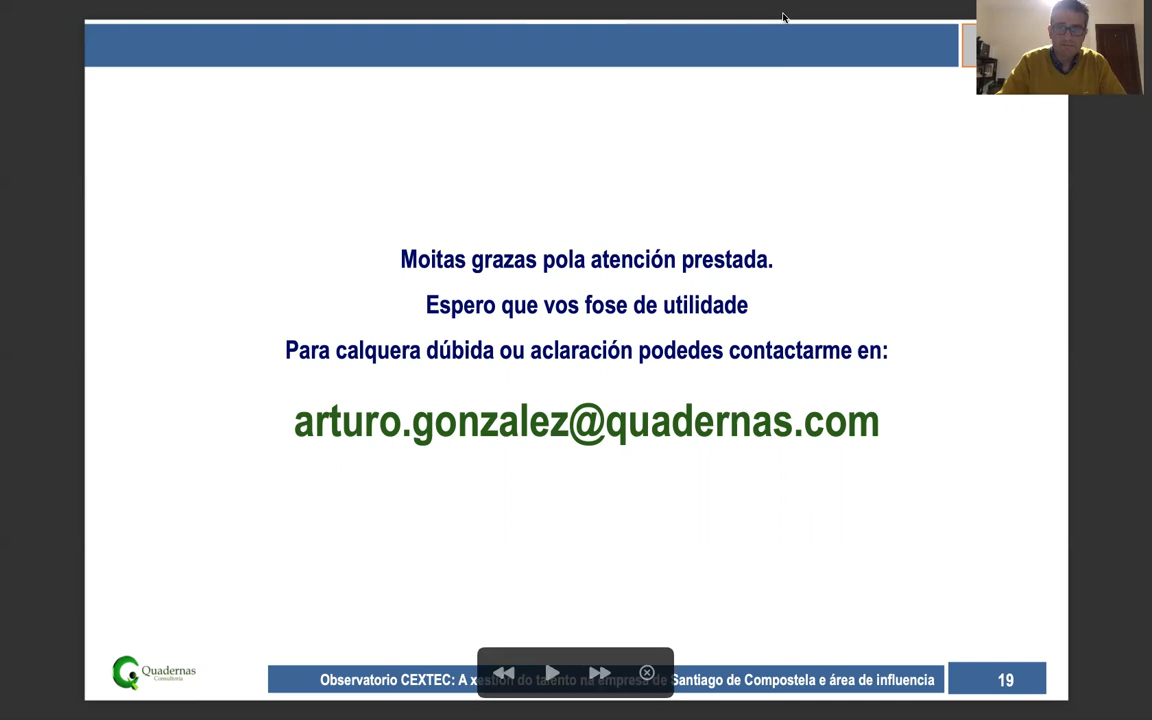 Moitas grazas pola atención prestada.
Espero que vos fose de utilidade
Para calquera dúbida ou aclaración podedes contactarme en:
arturo.gonzalez@quadernas.com
Quadernas
Consultoría
Observatorio CEXTEC: A xestión do talento na empresa de Santiago de Compostela e área de influencia
19